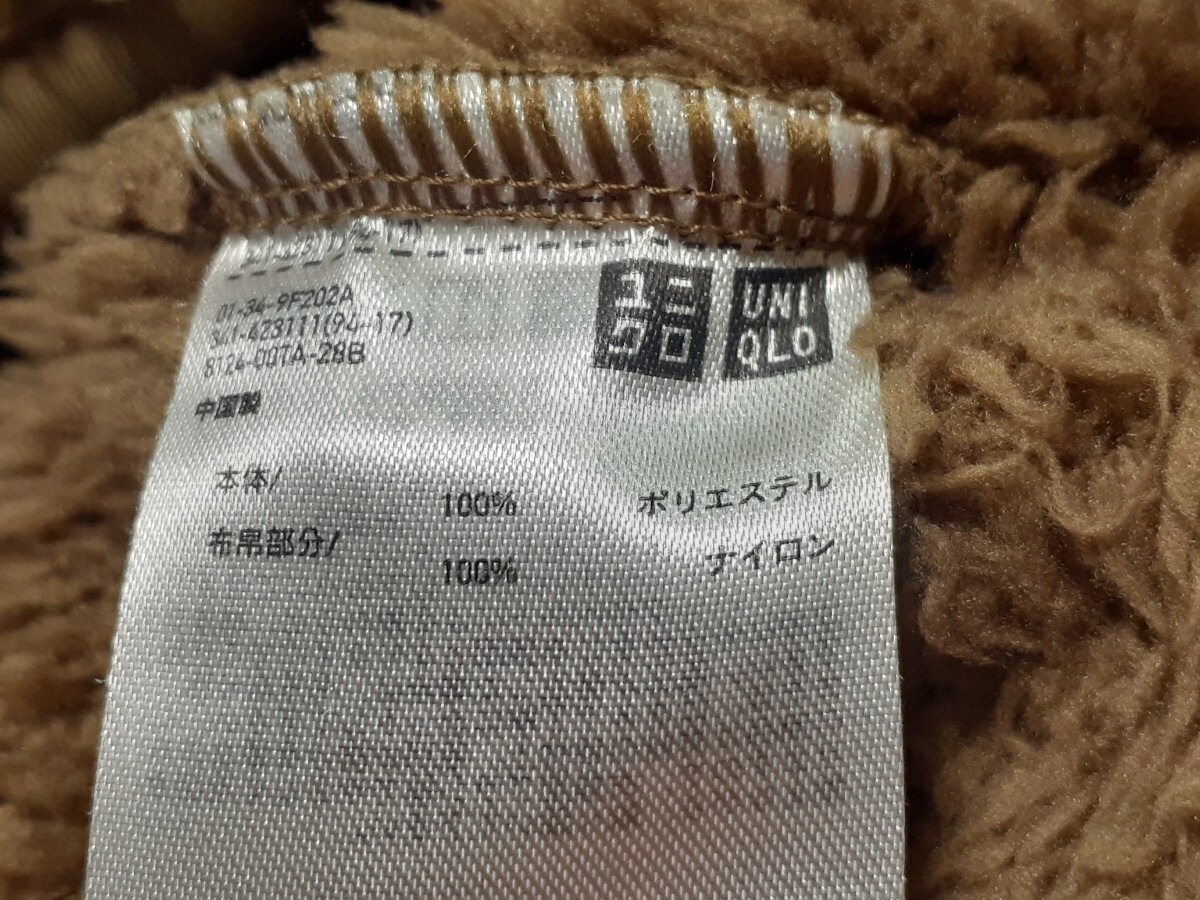 ユニ
クロ
UNI
QLO
01-34-9F202A
341-423111(94-17)
8124-00TA-28B
中国製
本体/
100% ポリエステル
布帛部分/
100% ナイロン